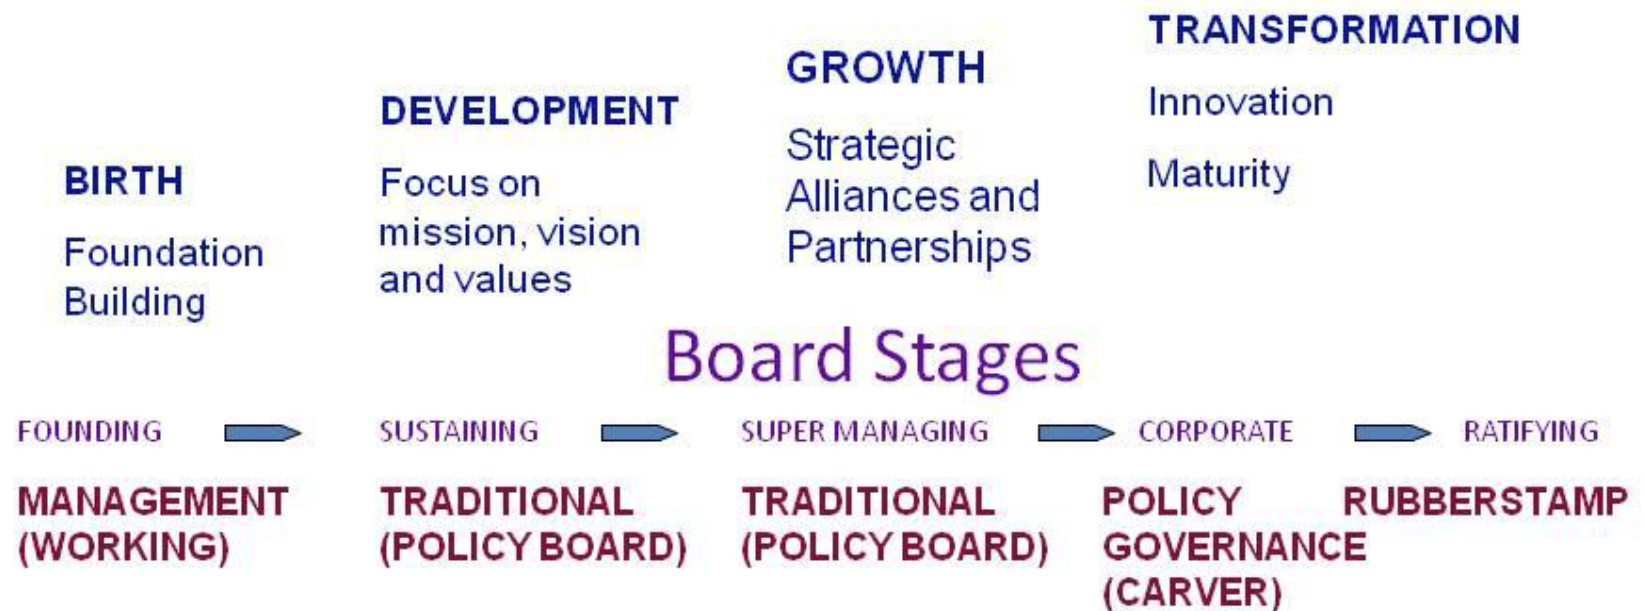 BIRTH
Foundation
Building
DEVELOPMENT
Focus on
mission, vision
and values
GROWTH
Strategic
Alliances and
Partnerships
TRANSFORMATION
Innovation
Maturity
Board Stages
FOUNDING SUSTAINING SUPER MANAGING CORPORATE RATIFYING
MANAGEMENT
(WORKING)
TRADITIONAL
(POLICY BOARD)
TRADITIONAL
(POLICY BOARD)
POLICY
GOVERNANCE
(CARVER)
RUBBERSTAMP